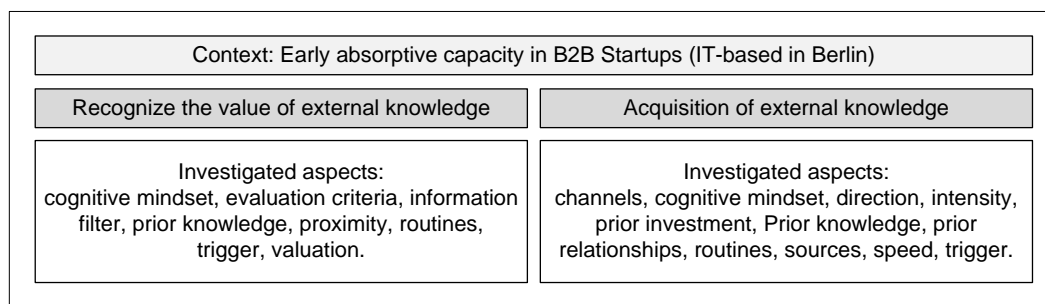 Context: Early absorptive capacity in B2B Startups (IT-based in Berlin)
Recognize the value of external knowledge
Investigated aspects:
cognitive mindset, evaluation criteria, information
filter, prior knowledge, proximity, routines,
trigger, valuation.
Acquisition of external knowledge
Investigated aspects:
channels, cognitive mindset, direction, intensity,
prior investment, Prior knowledge, prior
relationships, routines, sources, speed, trigger.